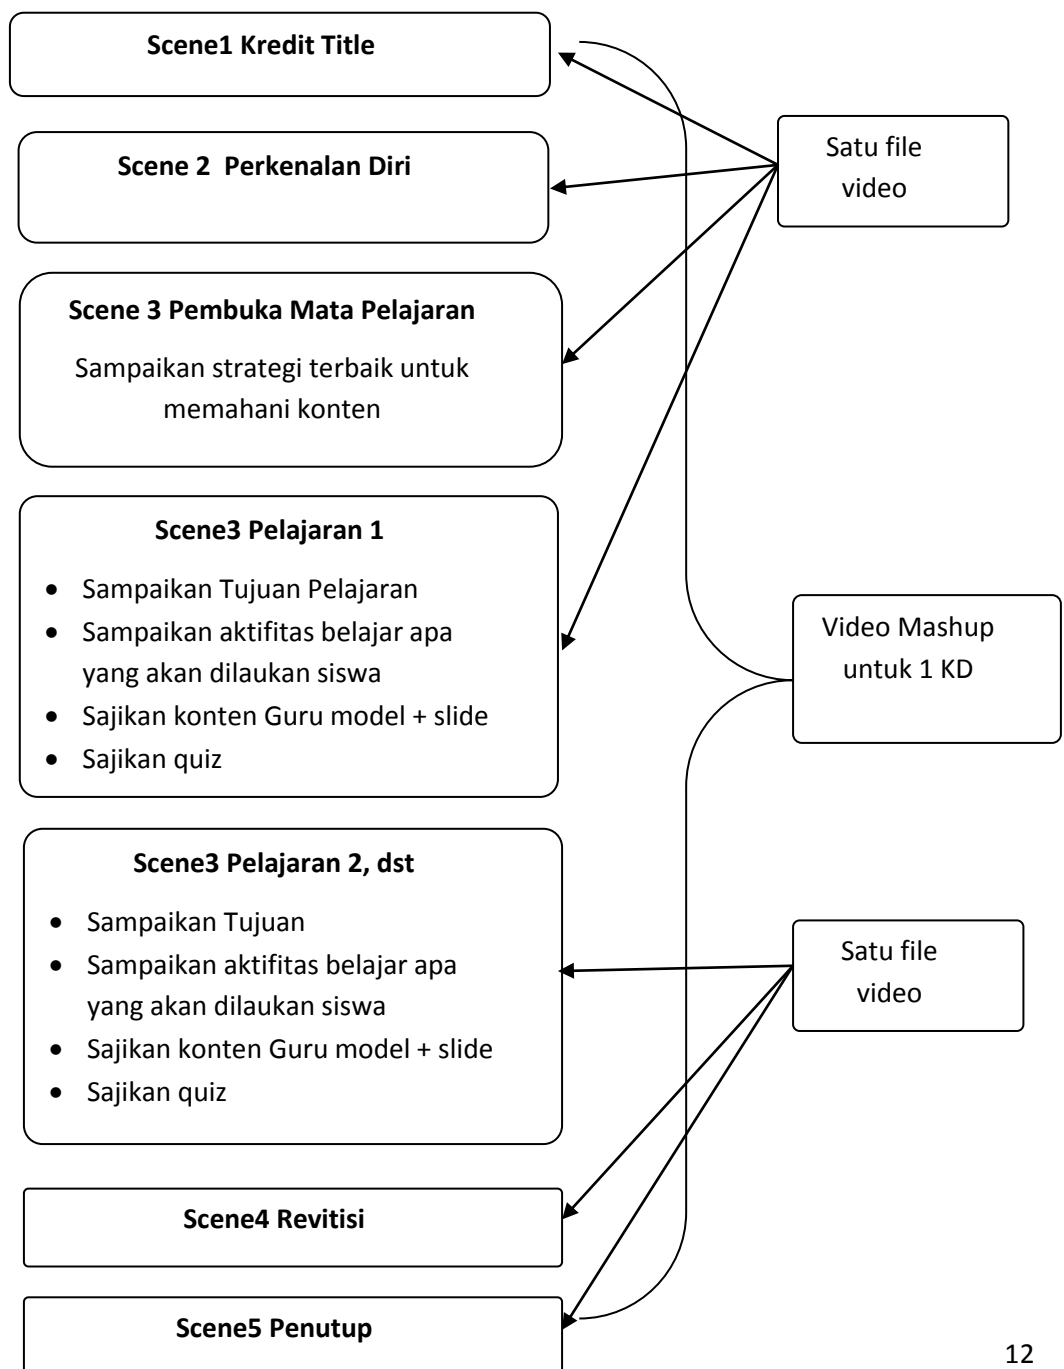 Scene1 Kredit Title
Satu file
video
Scene 2  Perkenalan Diri
Scene 3 Pembuka Mata Pelajaran
Sampaikan strategi terbaik untuk
memahani konten
Scene3 Pelajaran 1
• Sampaikan Tujuan Pelajaran
• Sampaikan aktifitas belajar apa
yang akan dilaukan siswa
• Sajikan konten Guru model + slide
• Sajikan quiz
Video Mashup
untuk 1 KD
Scene3 Pelajaran 2, dst
• Sampaikan Tujuan
• Sampaikan aktifitas belajar apa
yang akan dilaukan siswa
• Sajikan konten Guru model + slide
• Sajikan quiz
Satu file
video
Scene4 Revitisi
Scene5 Penutup
12